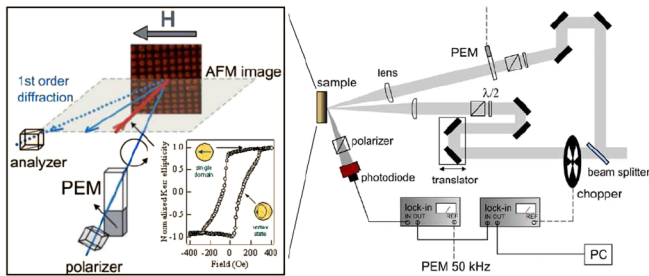 H
AFM image
1st order
diffraction
analyzer
PEM
polarizer
Normalized Kerr ellipticity
1.0
0.5
0.0
-0.5
-1.0
single
domain
vortex
state
-400
-200
0
200
400
Field (Oe)
sample
lens
PEM
λ/2
polarizer
photodiode
translator
beam splitter
chopper
lock-in
IN OUT
REF
lock-in
IN OUT
REF
PEM 50 kHz
PC